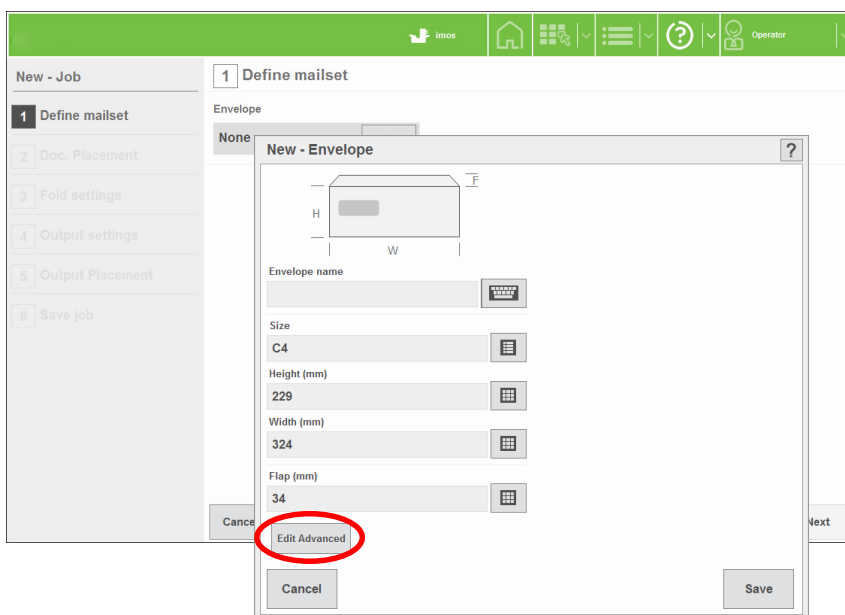 imos
Operator
New - Job
1 Define mailset
2 Doc. Placement
3 Fold settings
4 Output settings
5 Output Placement
6 Save job
1 Define mailset
Envelope
None
New - Envelope
?
F
H
W
Envelope name
Size
C4
Height (mm)
229
Width (mm)
324
Flap (mm)
34
Edit Advanced
Cance
Next
Cancel
Save